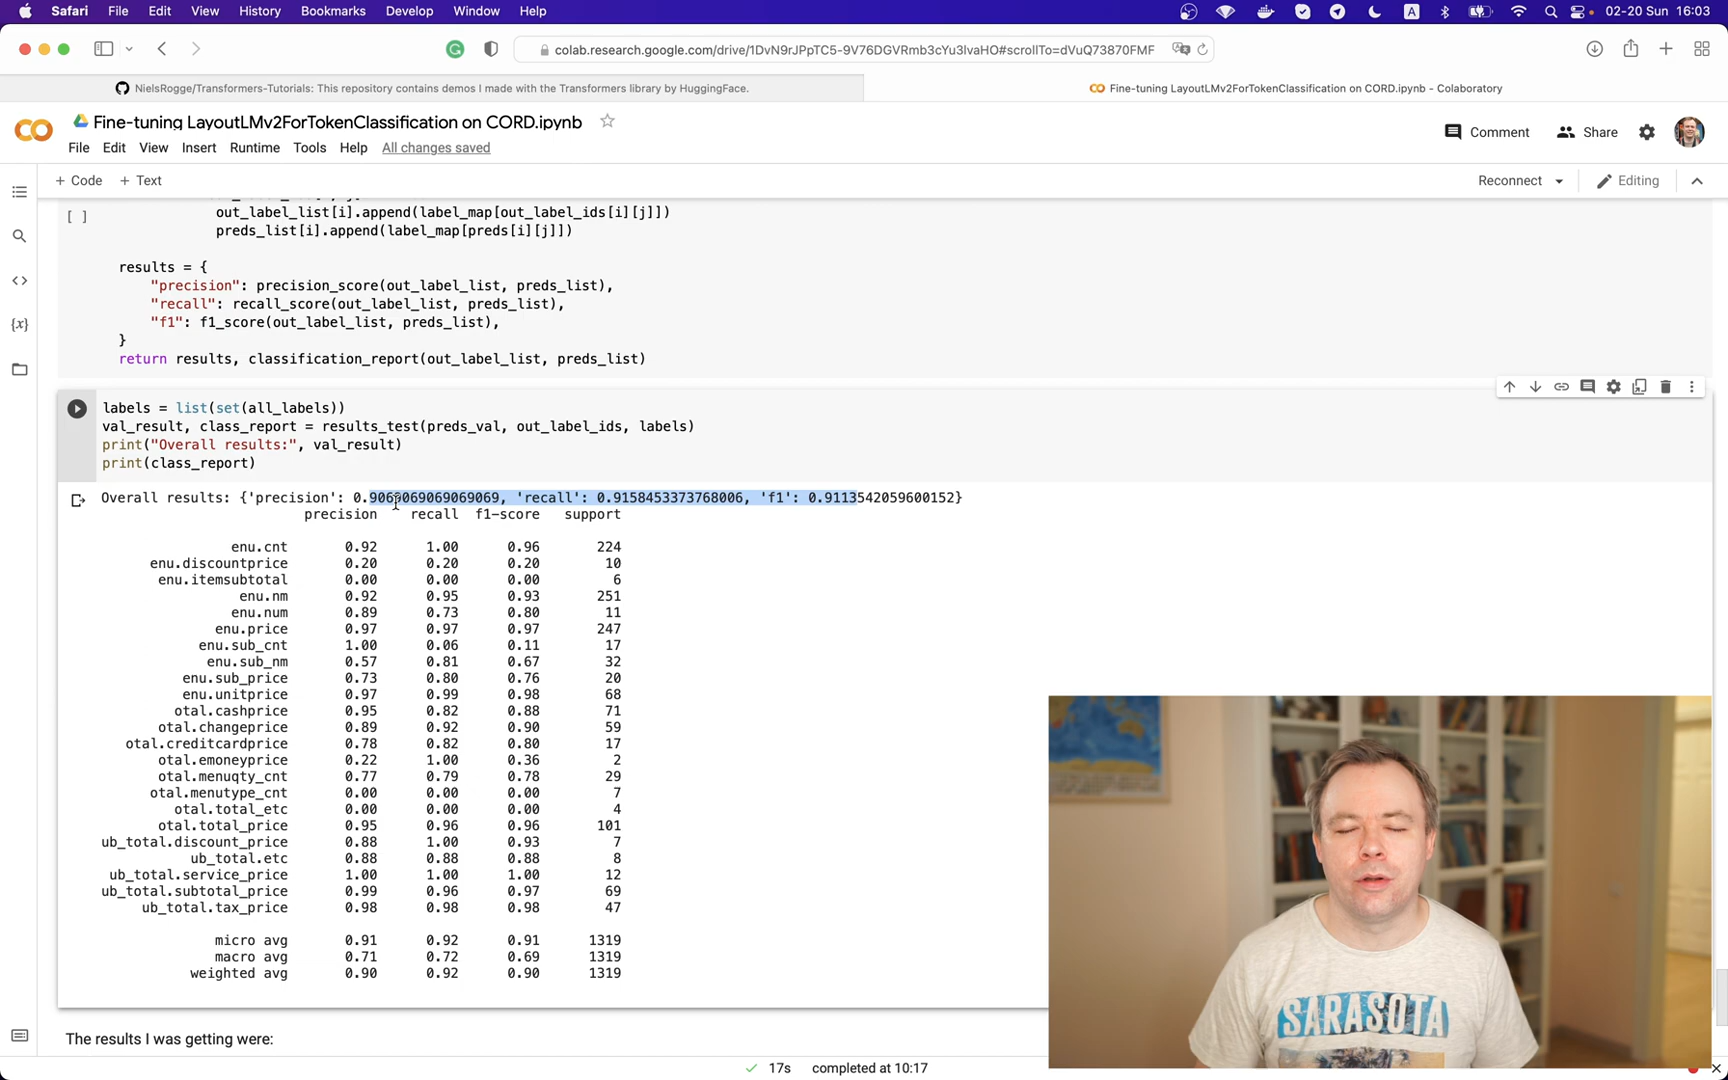 Safari File Edit View History Bookmarks Develop Window Help 02-20 Sun 16:03
colab.research.google.com/drive/1DvN9rJPpTC5-9V76DGVRmb3cYu3lvaHO#scrollTo=dVuQ73870FMF
NielsRogge/Transformers-Tutorials: This repository contains demos I made with the Transformers library by HuggingFace.
Fine-tuning LayoutLMv2ForTokenClassification on CORD.ipynb - Colaboratory
Fine-tuning LayoutLMv2ForTokenClassification on CORD.ipynb
Comment Share
File Edit View Insert Runtime Tools Help All changes saved
+ Code + Text Reconnect Editing
[ ] out_label_list[i].append(label_map[out_label_ids[i][j]])
preds_list[i].append(label_map[preds[i][j]])
results = {
"precision": precision_score(out_label_list, preds_list),
"recall": recall_score(out_label_list, preds_list),
"f1": f1_score(out_label_list, preds_list),
}
return results, classification_report(out_label_list, preds_list)
labels = list(set(all_labels))
val_result, class_report = results_test(preds_val, out_label_ids, labels)
print("Overall results:", val_result)
print(class_report)
Overall results: {'precision': 0.9069069069069069, 'recall': 0.9158453373768006, 'f1': 0.9113542059600152}
precision recall f1-score support
enu.cnt 0.92 1.00 0.96 224
enu.discountprice 0.20 0.20 0.20 10
enu.itemsubtotal 0.00 0.00 0.00 6
enu.nm 0.92 0.95 0.93 251
enu.num 0.89 0.73 0.80 11
enu.price 0.97 0.97 0.97 247
enu.sub_cnt 1.00 0.06 0.11 17
enu.sub_nm 0.57 0.81 0.67 32
enu.sub_price 0.73 0.80 0.76 20
enu.unitprice 0.97 0.99 0.98 68
otal.cashprice 0.95 0.82 0.88 71
otal.changeprice 0.89 0.92 0.90 59
otal.creditcardprice 0.78 0.82 0.80 17
otal.emoneyprice 0.22 1.00 0.36 2
otal.menuqty_cnt 0.77 0.79 0.78 29
otal.menutype_cnt 0.00 0.00 0.00 7
otal.total_etc 0.00 0.00 0.00 4
otal.total_price 0.95 0.96 0.96 101
ub_total.discount_price 0.88 1.00 0.93 7
ub_total.etc 0.88 0.88 0.88 8
ub_total.service_price 1.00 1.00 1.00 12
ub_total.subtotal_price 0.99 0.96 0.97 69
ub_total.tax_price 0.98 0.98 0.98 47
micro avg 0.91 0.92 0.91 1319
macro avg 0.71 0.72 0.69 1319
weighted avg 0.90 0.92 0.90 1319
SARASOTA
The results I was getting were:
17s completed at 10:17